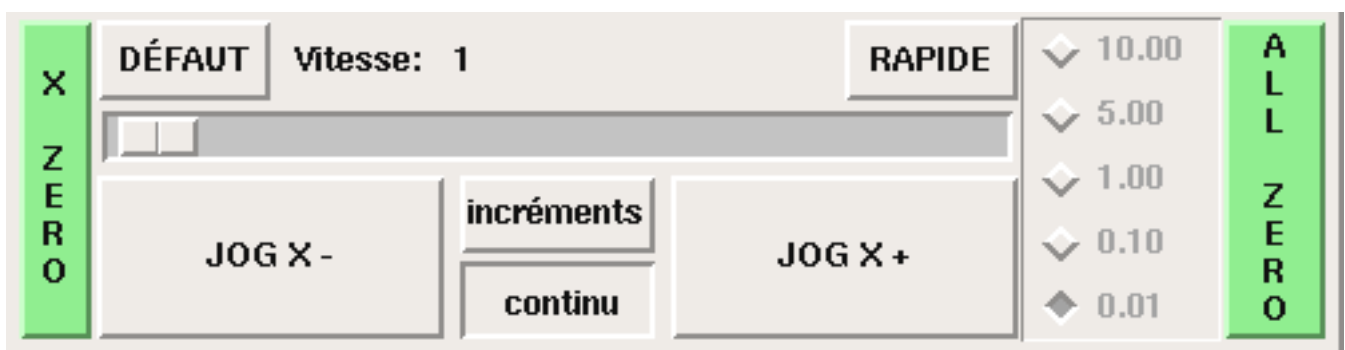 X ZERO
DÉFAUT Vitesse: 1 RAPIDE
JOG X -
incréments
continu
JOG X +
10.00
5.00
1.00
0.10
0.01
ALL ZERO